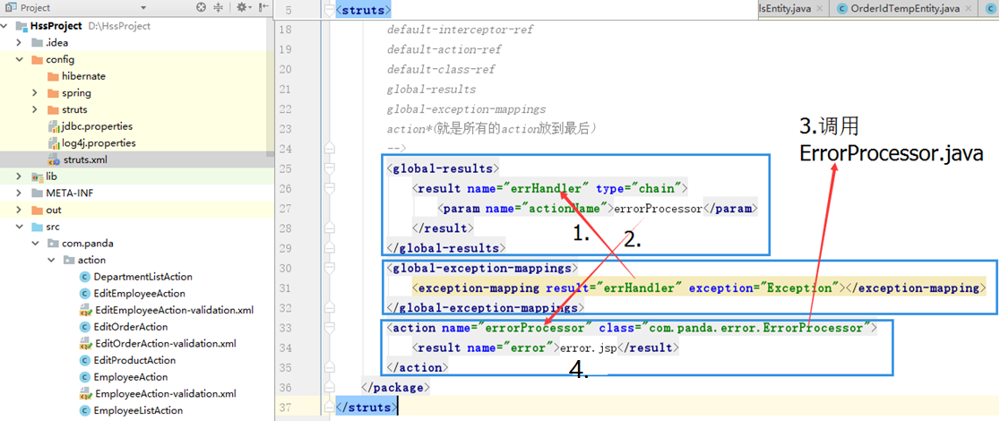 Project
HssProject D:\HssProject
.idea
config
hibernate
spring
struts
jdbc.properties
log4j.properties
struts.xml
lib
META-INF
out
src
com.panda
action
DepartmentListAction
EditEmployeeAction
EditEmployeeAction-validation.xml
EditOrderAction
EditOrderAction-validation.xml
EditProductAction
EmployeeAction
EmployeeAction-validation.xml
EmployeeListAction
lsEntity.java
OrderIdTempEntity.java
5 <struts>
18 default-interceptor-ref
19 default-action-ref
20 default-class-ref
21 global-results
22 global-exception-mappings
23 action*(就是所有的action放到最后)
24 -->
25 <global-results>
26 <result name="errHandler" type="chain">
27 <param name="actionName">errorProcessor</param>
28 </result>
29 </global-results>
30 <global-exception-mappings>
31 <exception-mapping result="errHandler" exception="Exception"></exception-mapping>
32 </global-exception-mappings>
33 <action name="errorProcessor" class="com.panda.error.ErrorProcessor">
34 <result name="error">error.jsp</result>
35 </action>
36 </package>
37 </struts>
1.
2.
3.调用
ErrorProcessor.java
4.